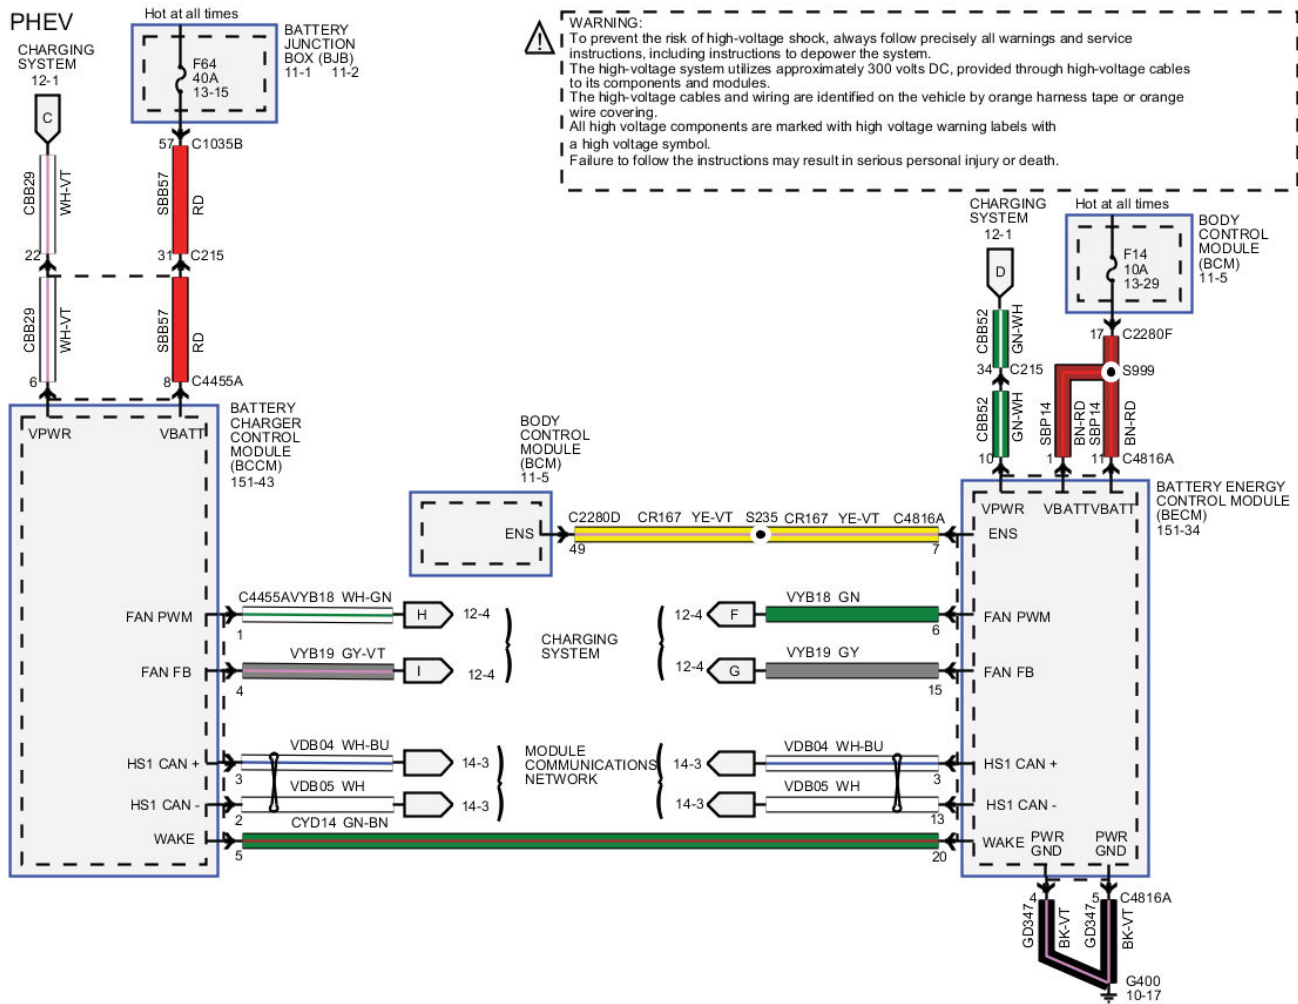 PHEV
CHARGING
SYSTEM
12-1
C
Hot at all times
F64
40A
13-15
BATTERY
JUNCTION
BOX (BJB)
11-1 11-2
57 C1035B
CBB29
WH-VT
SBB57
RD
22
31 C215
CBB29
WH-VT
SBB57
RD
6
8 C4455A
VPWR
VBATT
BATTERY
CHARGER
CONTROL
MODULE
(BCCM)
151-43
WARNING:
To prevent the risk of high-voltage shock, always follow precisely all warnings and service
instructions, including instructions to depower the system.
The high-voltage system utilizes approximately 300 volts DC, provided through high-voltage cables
to its components and modules.
The high-voltage cables and wiring are identified on the vehicle by orange harness tape or orange
wire covering.
All high voltage components are marked with high voltage warning labels with
a high voltage symbol.
Failure to follow the instructions may result in serious personal injury or death.
CHARGING
SYSTEM
12-1
D
Hot at all times
F14
10A
13-29
BODY
CONTROL
MODULE
(BCM)
11-5
17 C2280F
CBB52
GN-WH
34 C215
S999
CBB52
GN-WH
SBP14
BN-RD
SBP14
BN-RD
10
1
11 C4816A
VPWR
VBATT
VBATT
BATTERY ENERGY
CONTROL MODULE
(BECM)
151-34
BODY
CONTROL
MODULE
(BCM)
11-5
ENS
C2280D CR167 YE-VT S235 CR167 YE-VT C4816A
49
7
ENS
FAN PWM
C4455A VYB18 WH-GN
1
H
12-4
12-4
F
VYB18 GN
6
FAN PWM
CHARGING
SYSTEM
FAN FB
VYB19 GY-VT
4
I
12-4
12-4
G
VYB19 GY
15
FAN FB
HS1 CAN +
VDB04 WH-BU
3
14-3
MODULE
COMMUNICATIONS
NETWORK
14-3
VDB04 WH-BU
3
HS1 CAN +
HS1 CAN -
VDB05 WH
2
14-3
14-3
VDB05 WH
13
HS1 CAN -
WAKE
CYD14 GN-BN
5
20
WAKE
PWR
GND
PWR
GND
4
5 C4816A
GD347
BK-VT
GD347
BK-VT
G400
10-17